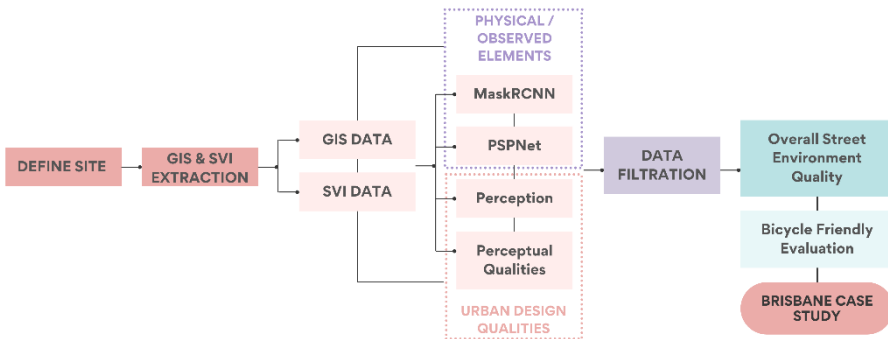 DEFINE SITE
GIS & SVI
EXTRACTION
GIS DATA
SVI DATA
PHYSICAL /
OBSERVED
ELEMENTS
MaskRCNN
PSPNet
Perception
Perceptual
Qualities
URBAN DESIGN
QUALITIES
DATA
FILTRATION
Overall Street
Environment
Quality
Bicycle Friendly
Evaluation
BRISBANE CASE
STUDY